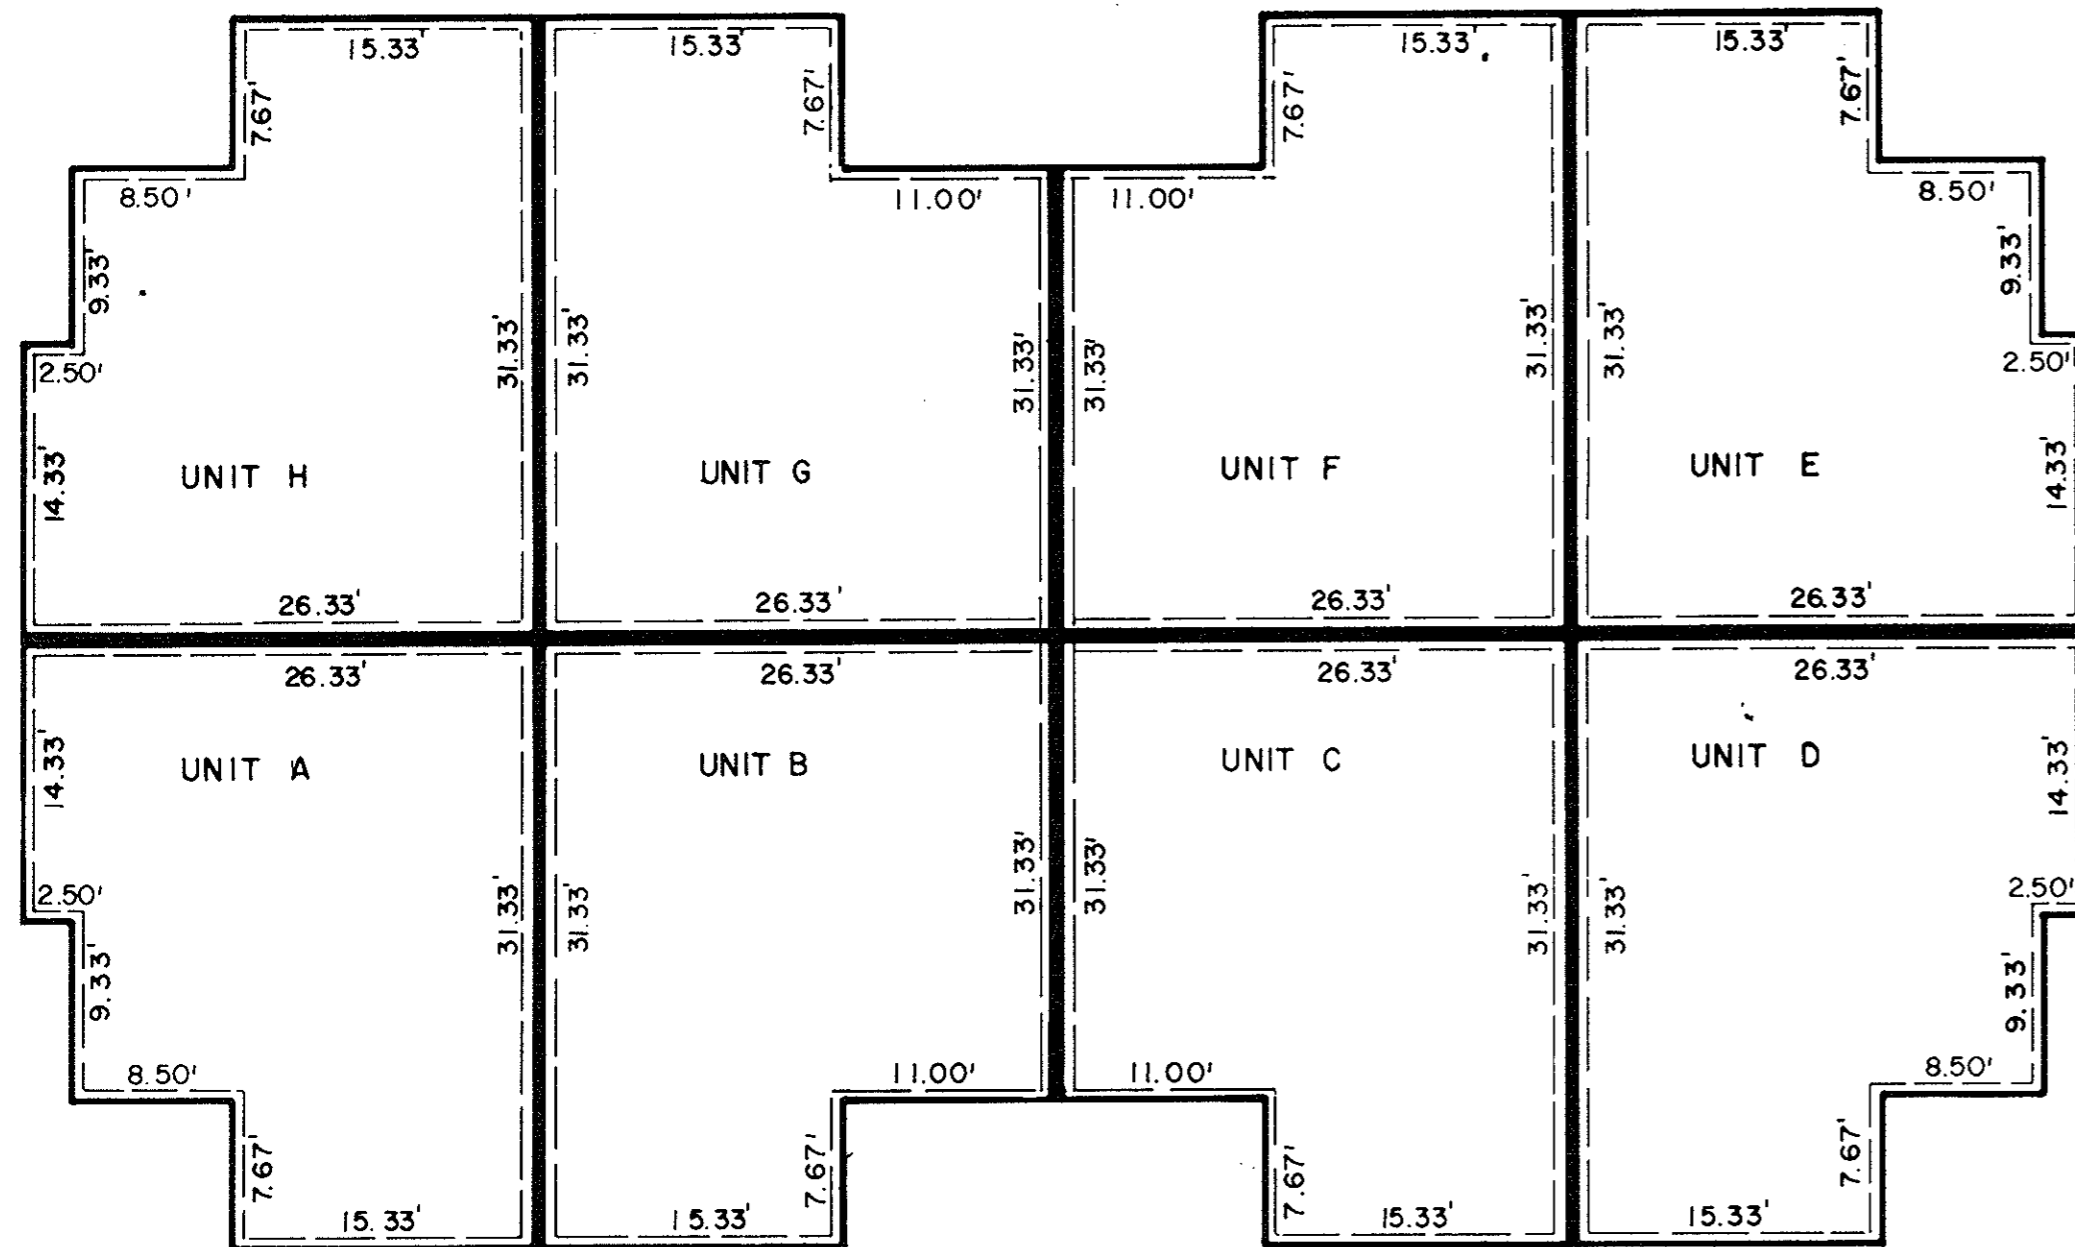 15.33' 15.33' 15.33' 15.33'
7.67' 7.67' 7.67' 7.67'
8.50' 11.00' 11.00' 8.50'
9.33' 9.33'
31.33' 31.33' 31.33' 31.33' 31.33' 31.33'
2.50' 2.50'
14.33' 14.33'
UNIT H UNIT G UNIT F UNIT E
26.33' 26.33' 26.33' 26.33'
26.33' 26.33' 26.33' 26.33'
UNIT A UNIT B UNIT C UNIT D
14.33' 14.33'
2.50' 2.50'
31.33' 31.33' 31.33' 31.33' 31.33' 31.33'
9.33' 9.33'
8.50' 11.00' 11.00' 8.50'
7.67' 7.67' 7.67' 7.67'
15.33' 15.33' 15.33' 15.33'